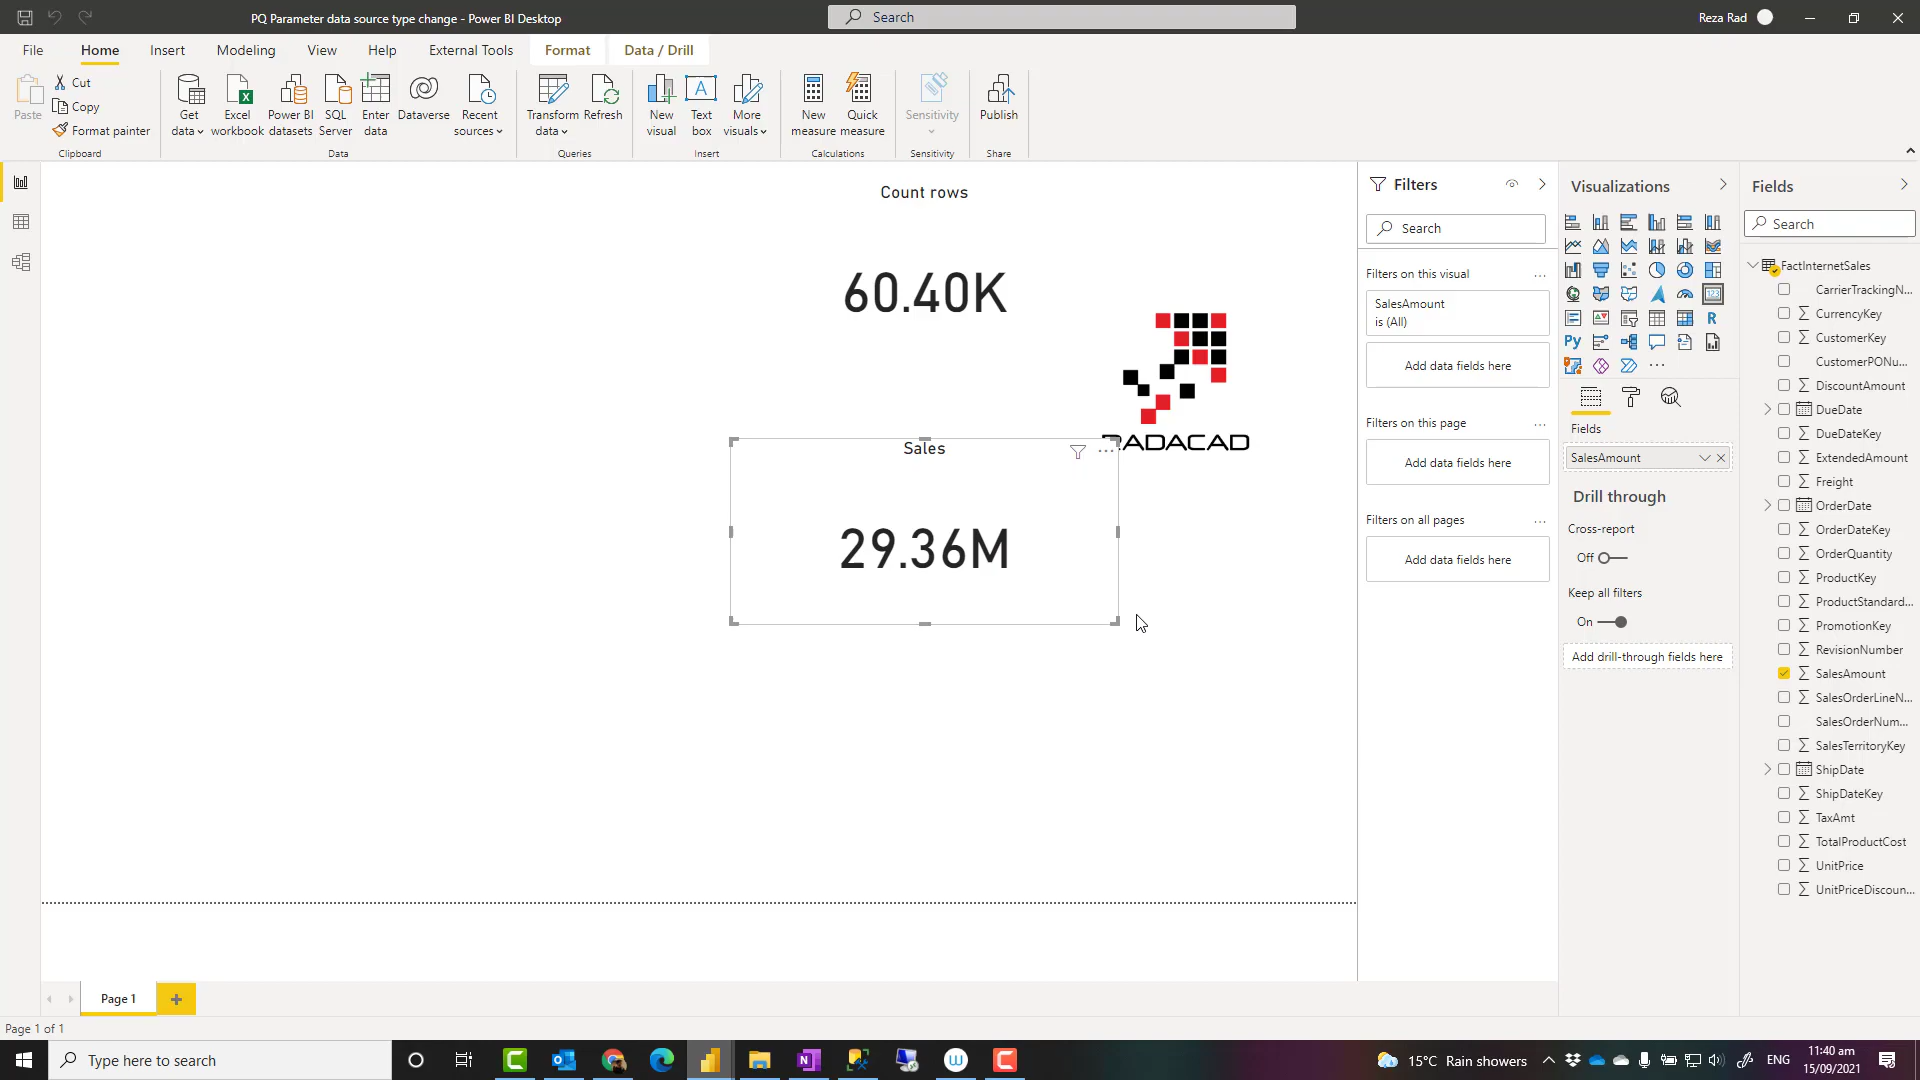 PQ Parameter data source type change - Power BI Desktop
Search
Reza Rad
File
Home
Insert
Modeling
View
Help
External Tools
Format
Data / Drill
Paste
Cut
Copy
Format painter
Clipboard
Get data
Excel workbook
Power BI datasets
SQL Server
Enter data
Dataverse
Recent sources
Data
Transform data
Refresh
Queries
New visual
Text box
More visuals
Insert
New measure
Quick measure
Calculations
Sensitivity
Sensitivity
Publish
Share
Count rows
60.40K
RADACAD
Sales
29.36M
Filters
Search
Filters on this visual
SalesAmount
is (All)
Add data fields here
Filters on this page
Add data fields here
Filters on all pages
Add data fields here
Visualizations
R
Py
123
Fields
SalesAmount
Drill through
Cross-report
Off
Keep all filters
On
Add drill-through fields here
Fields
Search
FactInternetSales
CarrierTrackingN...
CurrencyKey
CustomerKey
CustomerPONu...
DiscountAmount
DueDate
DueDateKey
ExtendedAmount
Freight
OrderDate
OrderDateKey
OrderQuantity
ProductKey
ProductStandard...
PromotionKey
RevisionNumber
SalesAmount
SalesOrderLineN...
SalesOrderNum...
SalesTerritoryKey
ShipDate
ShipDateKey
TaxAmt
TotalProductCost
UnitPrice
UnitPriceDiscoun...
Page 1
Page 1 of 1
Type here to search
15°C Rain showers
ENG
11:40 am
15/09/2021